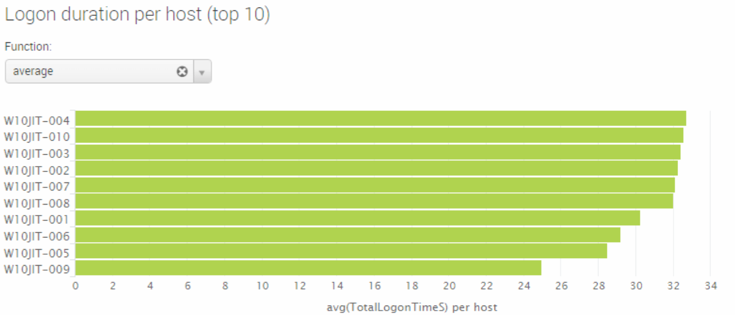 Logon duration per host (top 10)
Function:
average
W10JIT-004
W10JIT-010
W10JIT-003
W10JIT-002
W10JIT-007
W10JIT-008
W10JIT-001
W10JIT-006
W10JIT-005
W10JIT-009
0 2 4 6 8 10 12 14 16 18 20 22 24 26 28 30 32 34
avg(TotalLogonTimeS) per host